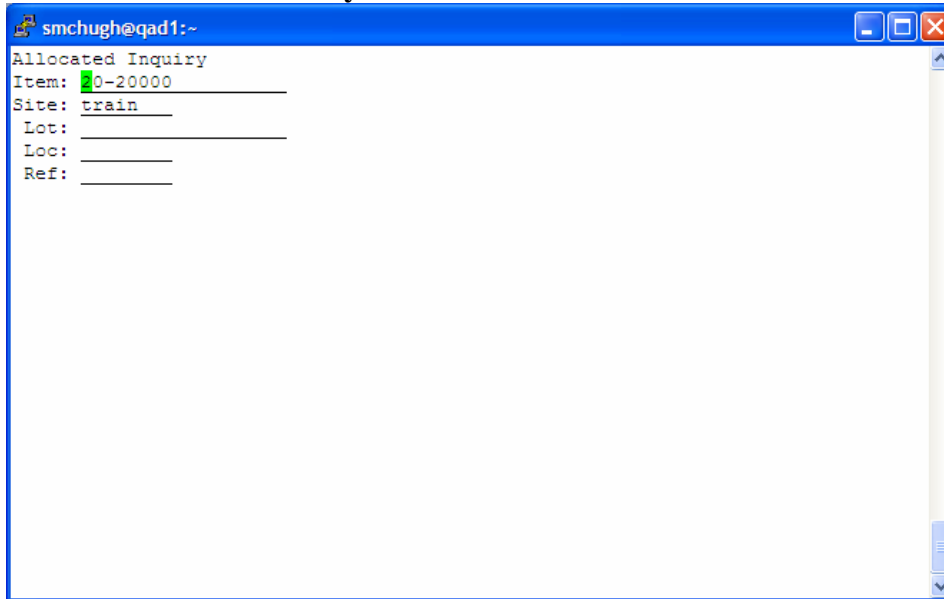 smchugh@qad1:~
Allocated Inquiry
Item: 20-20000
Site: train
Lot:
Loc:
Ref: